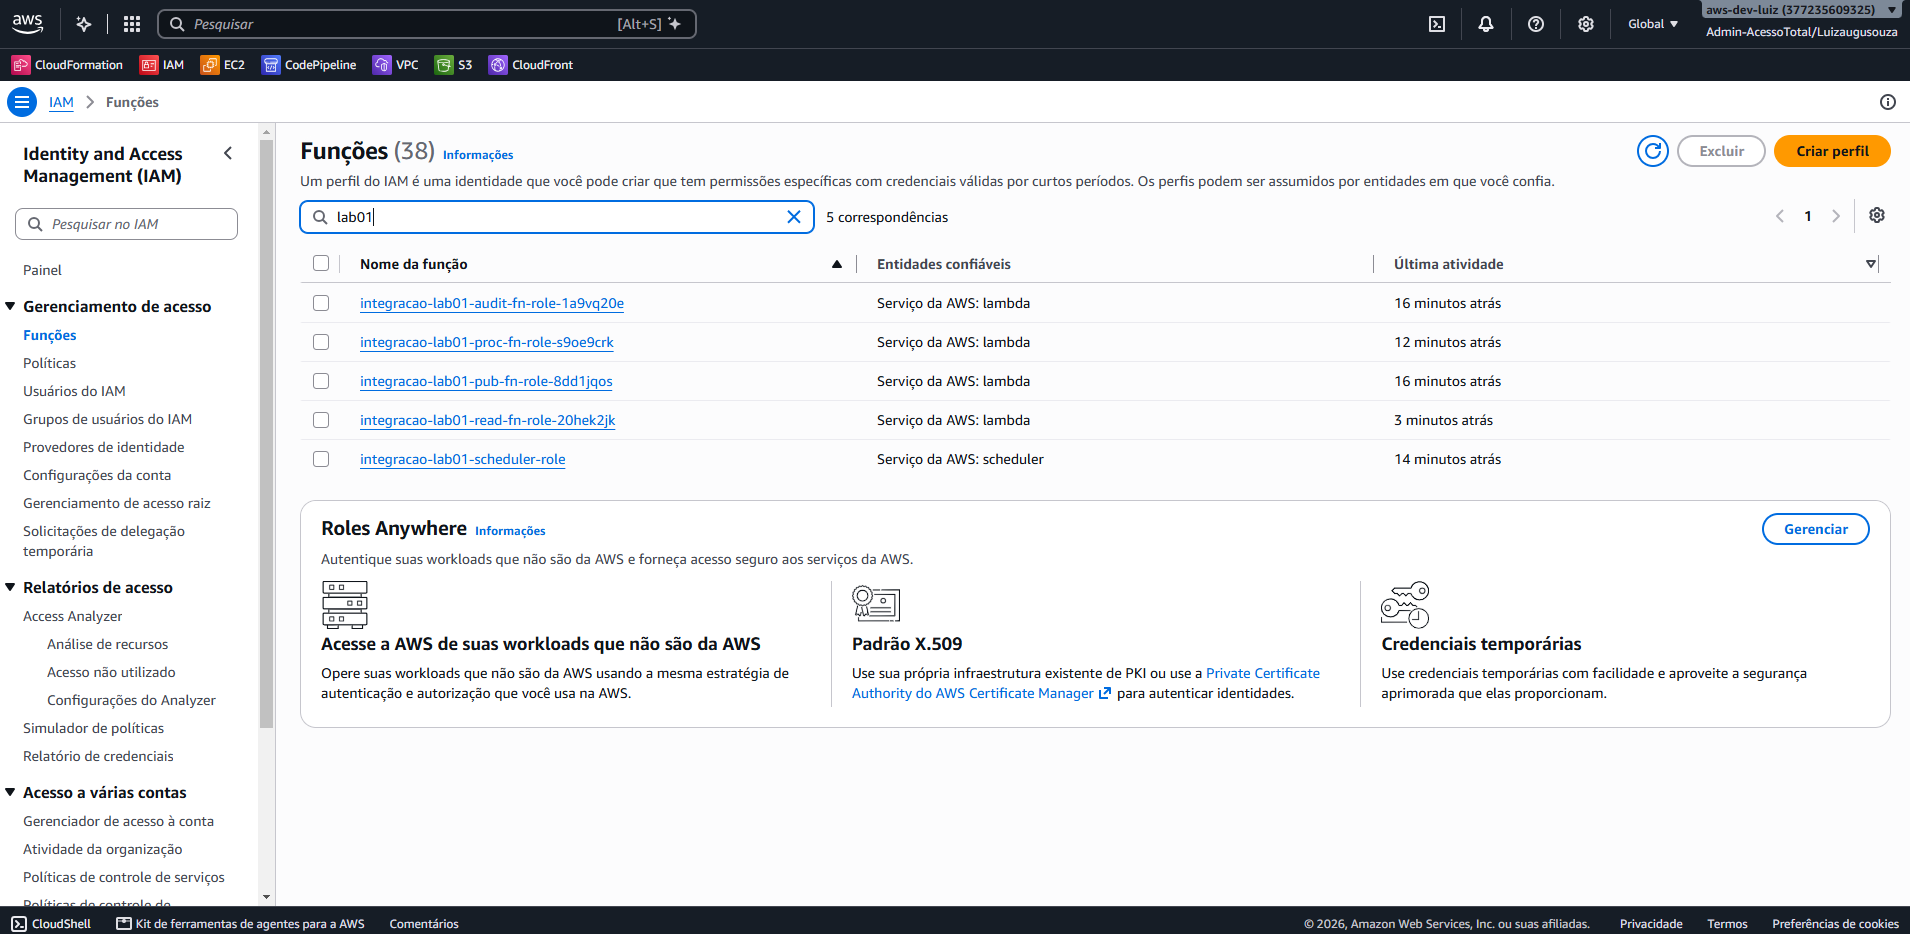 aws
Pesquisar
[Alt+S]
Global
aws-dev-luiz (377235609325)
Admin-AcessoTotal/Luizaugusouza
CloudFormation
IAM
EC2
CodePipeline
VPC
S3
CloudFront
IAM
Funções
Identity and Access
Management (IAM)
Pesquisar no IAM
Painel
Gerenciamento de acesso
Funções
Políticas
Usuários do IAM
Grupos de usuários do IAM
Provedores de identidade
Configurações da conta
Gerenciamento de acesso raiz
Solicitações de delegação
temporária
Relatórios de acesso
Access Analyzer
Análise de recursos
Acesso não utilizado
Configurações do Analyzer
Simulador de políticas
Relatório de credenciais
Acesso a várias contas
Gerenciador de acesso à conta
Atividade da organização
Políticas de controle de serviços
Políticas de controle de
Funções (38) Informações
Excluir
Criar perfil
Um perfil do IAM é uma identidade que você pode criar que tem permissões específicas com credenciais válidas por curtos períodos. Os perfis podem ser assumidos por entidades em que você confia.
lab01
5 correspondências
1
Nome da função
Entidades confiáveis
Última atividade
integracao-lab01-audit-fn-role-1a9vq20e
Serviço da AWS: lambda
16 minutos atrás
integracao-lab01-proc-fn-role-s9oe9crk
Serviço da AWS: lambda
12 minutos atrás
integracao-lab01-pub-fn-role-8dd1jqos
Serviço da AWS: lambda
16 minutos atrás
integracao-lab01-read-fn-role-20hek2jk
Serviço da AWS: lambda
3 minutos atrás
integracao-lab01-scheduler-role
Serviço da AWS: scheduler
14 minutos atrás
Roles Anywhere Informações
Gerenciar
Autentique suas workloads que não são da AWS e forneça acesso seguro aos serviços da AWS.
Acesse a AWS de suas workloads que não são da AWS
Opere suas workloads que não são da AWS usando a mesma estratégia de
autenticação e autorização que você usa na AWS.
Padrão X.509
Use sua própria infraestrutura existente de PKI ou use a Private Certificate
Authority do AWS Certificate Manager para autenticar identidades.
Credenciais temporárias
Use credenciais temporárias com facilidade e aproveite a segurança
aprimorada que elas proporcionam.
CloudShell
Kit de ferramentas de agentes para a AWS
Comentários
© 2026, Amazon Web Services, Inc. ou suas afiliadas.
Privacidade
Termos
Preferências de cookies